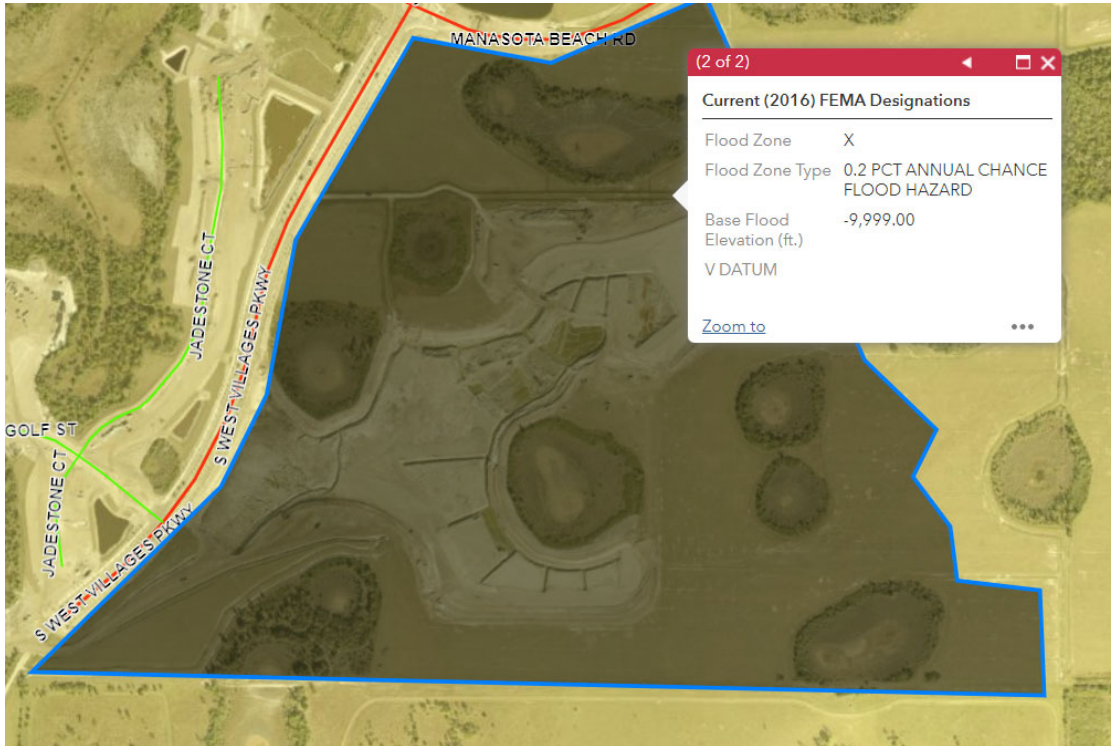 MANASOTA BEACH RD
(2 of 2)
Current (2016) FEMA Designations
Flood Zone X
Flood Zone Type 0.2 PCT ANNUAL CHANCE
FLOOD HAZARD
Base Flood -9,999.00
Elevation (ft.)
V DATUM
Zoom to
JADESTONE CT
S WEST VILLAGES PKWY
GOLF ST
JADESTONE CT
S WEST VILLAGES PKWY